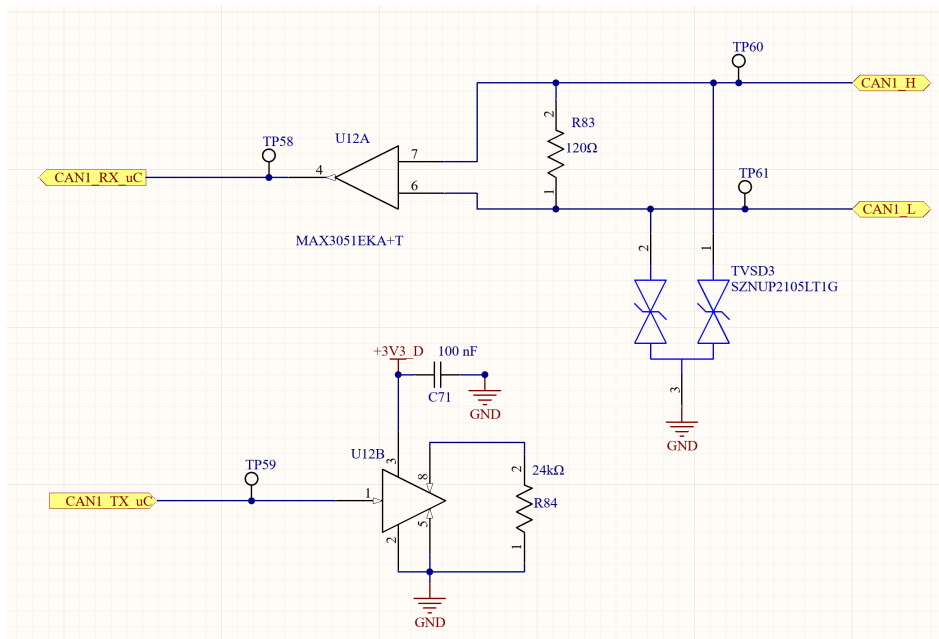 TP60
CAN1_H
R83
120Ω
2
1
U12A
TP58
4
7
6
CAN1_RX_uC
MAX3051EKA+T
TP61
CAN1_L
2
1
TVSD3
SZNUP2105LT1G
3
GND
+3V3_D
100 nF
C71
GND
U12B
3
8
2
24kΩ
R84
TP59
1
CAN1_TX_uC
5
2
1
GND